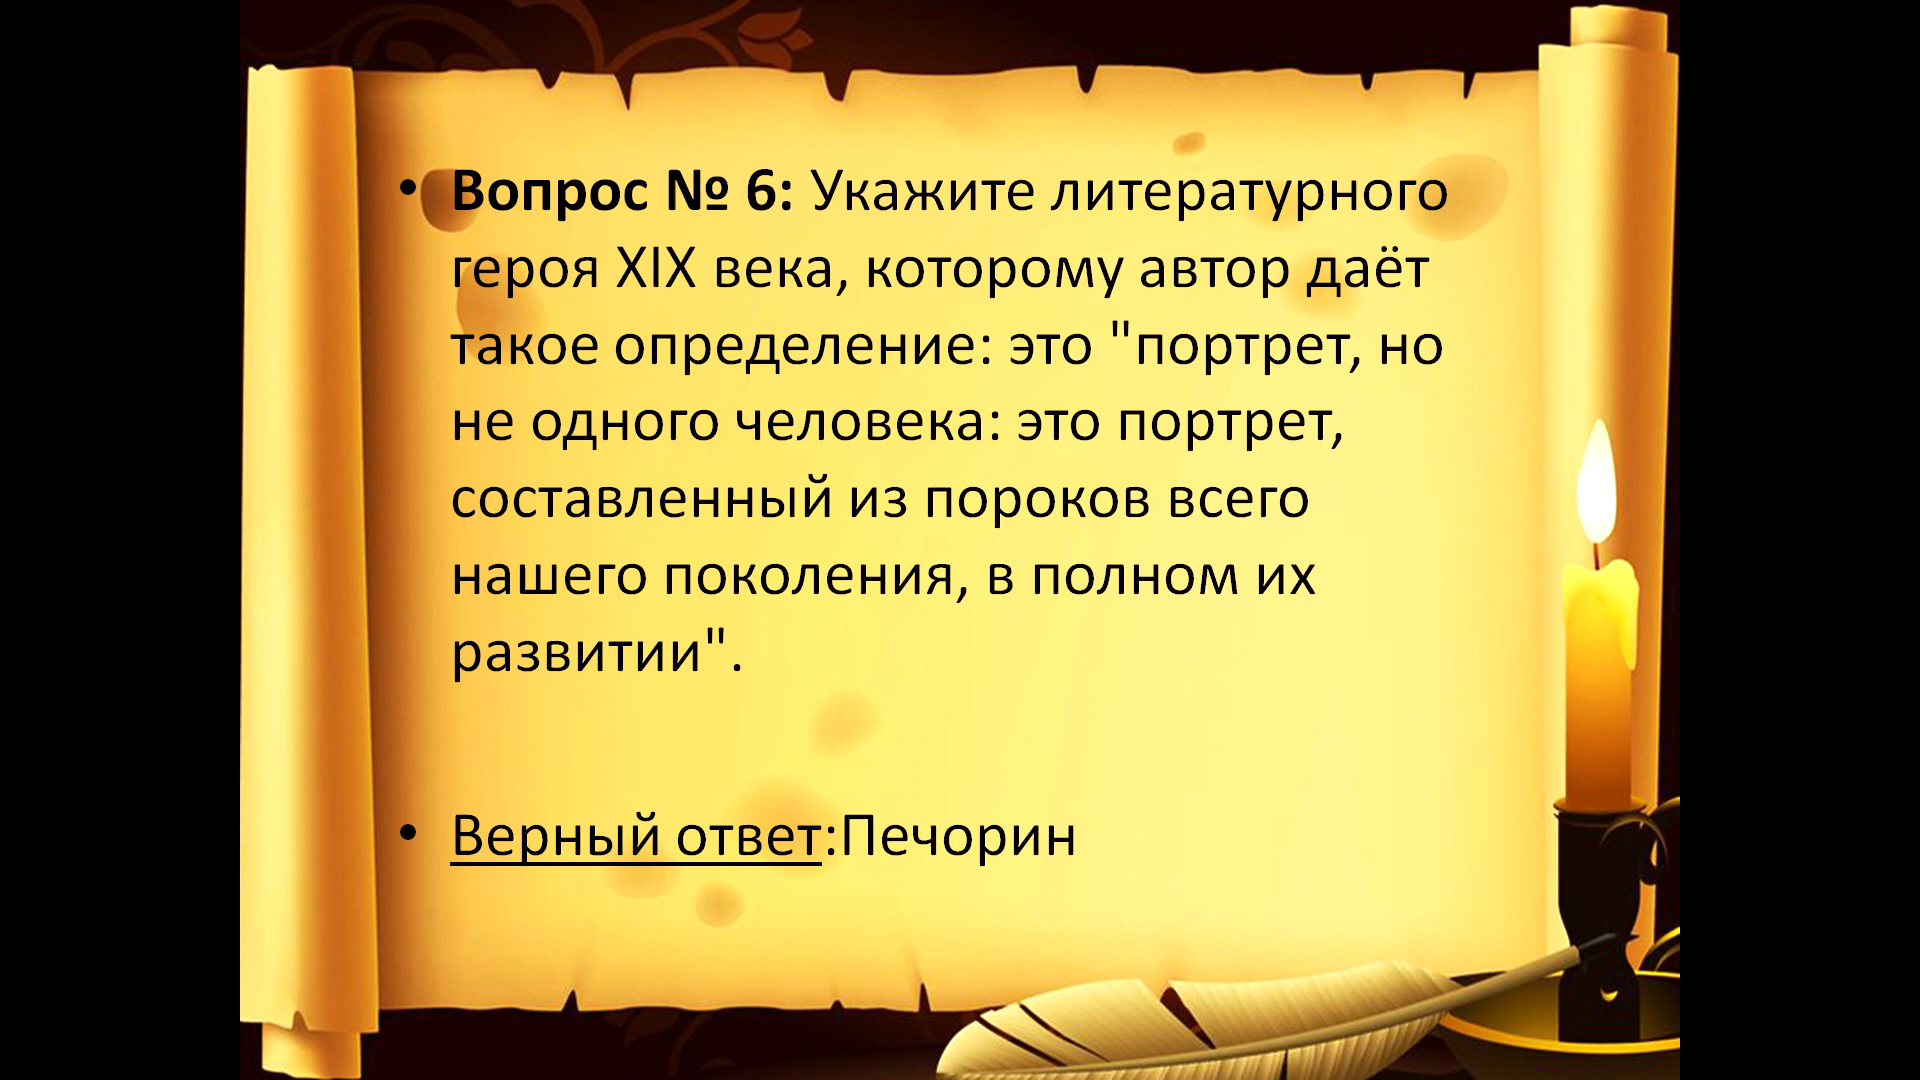 • Вопрос № 6: Укажите литературного
героя XIX века, которому автор даёт
такое определение: это "портрет, но
не одного человека: это портрет,
составленный из пороков всего
нашего поколения, в полном их
развитии".
• Верный ответ:Печорин